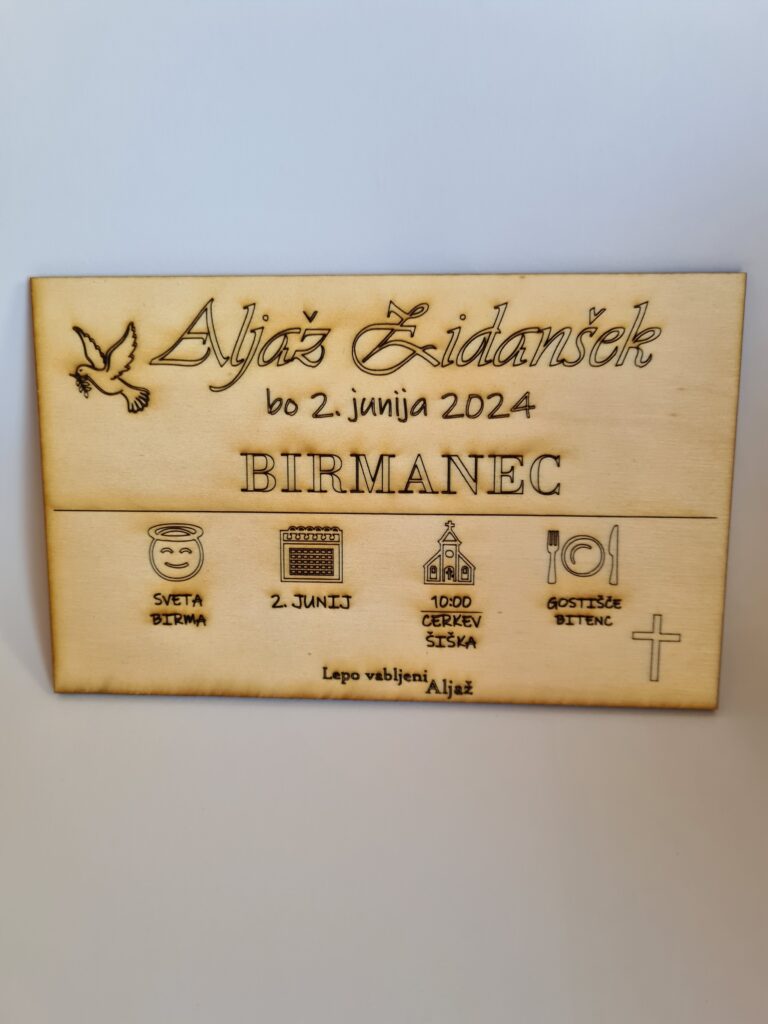 Aljaž Židanšek
bo 2. junija 2024
BIRMANEC
SVETA
BIRMA
2. JUNIJ
10:00
CERKEV
ŠIŠKA
GOSTIŠČE
BITENC
Lepo vabljeni
Aljaž